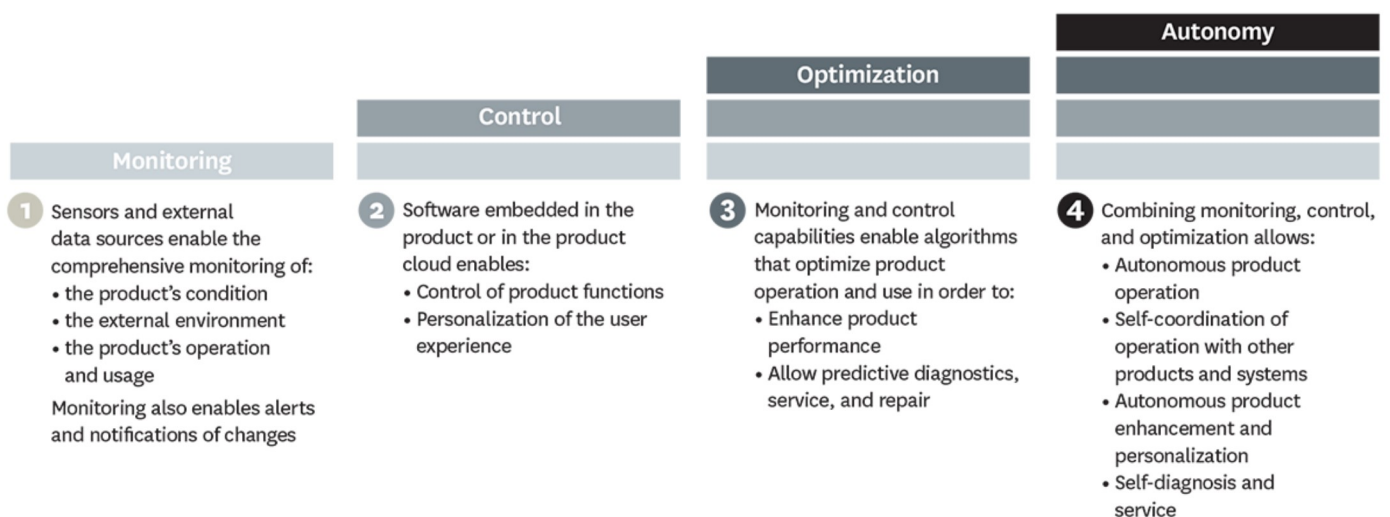 Monitoring
1
Sensors and external
data sources enable the
comprehensive monitoring of:
• the product's condition
• the external environment
• the product's operation
and usage
Monitoring also enables alerts
and notifications of changes
Control
2
Software embedded in the
product or in the product
cloud enables:
• Control of product functions
• Personalization of the user
experience
Optimization
3
Monitoring and control
capabilities enable algorithms
that optimize product
operation and use in order to:
• Enhance product
performance
• Allow predictive diagnostics,
service, and repair
Autonomy
4
Combining monitoring, control,
and optimization allows:
• Autonomous product
operation
• Self-coordination of
operation with other
products and systems
• Autonomous product
enhancement and
personalization
• Self-diagnosis and
service